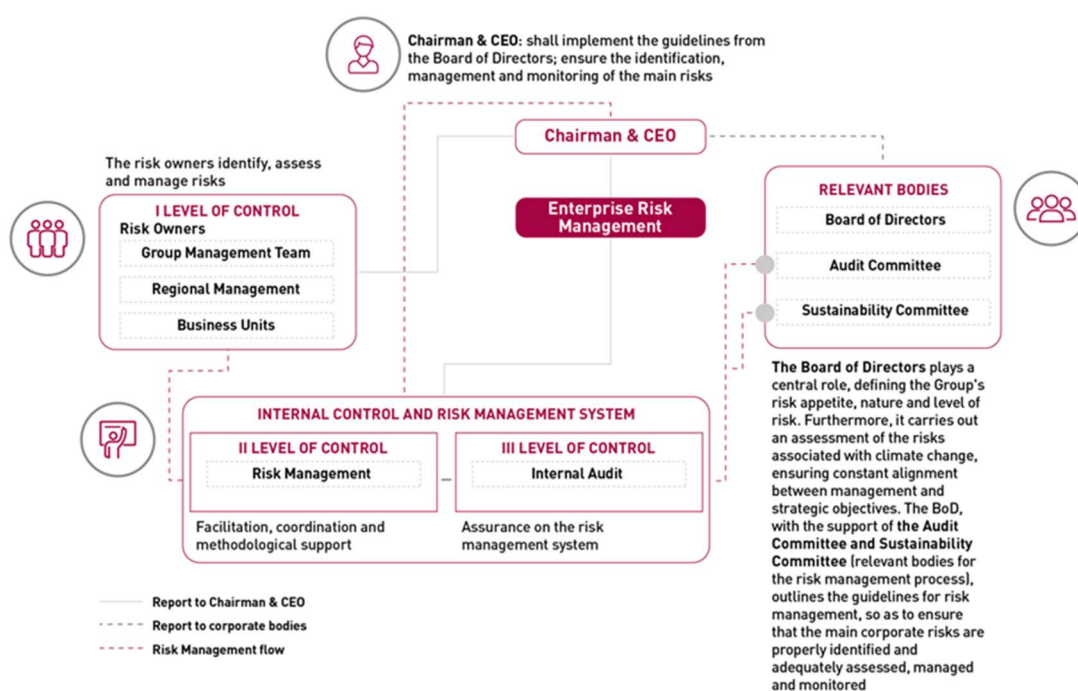 Chairman & CEO: shall implement the guidelines from
the Board of Directors; ensure the identification,
management and monitoring of the main risks
Chairman & CEO
The risk owners identify, assess
and manage risks
I LEVEL OF CONTROL
Risk Owners
Group Management Team
Regional Management
Business Units
Enterprise Risk
Management
RELEVANT BODIES
Board of Directors
Audit Committee
Sustainability Committee
The Board of Directors plays a
central role, defining the Group's
risk appetite, nature and level of
risk. Furthermore, it carries out
an assessment of the risks
associated with climate change,
ensuring constant alignment
between management and
strategic objectives. The BoD,
with the support of the Audit
Committee and Sustainability
Committee (relevant bodies for
the risk management process),
outlines the guidelines for risk
management, so as to ensure
that the main corporate risks are
properly identified and
adequately assessed, managed
and monitored
INTERNAL CONTROL AND RISK MANAGEMENT SYSTEM
II LEVEL OF CONTROL
Risk Management
Facilitation, coordination and
methodological support
III LEVEL OF CONTROL
Internal Audit
Assurance on the risk
management system
Report to Chairman & CEO
Report to corporate bodies
Risk Management flow